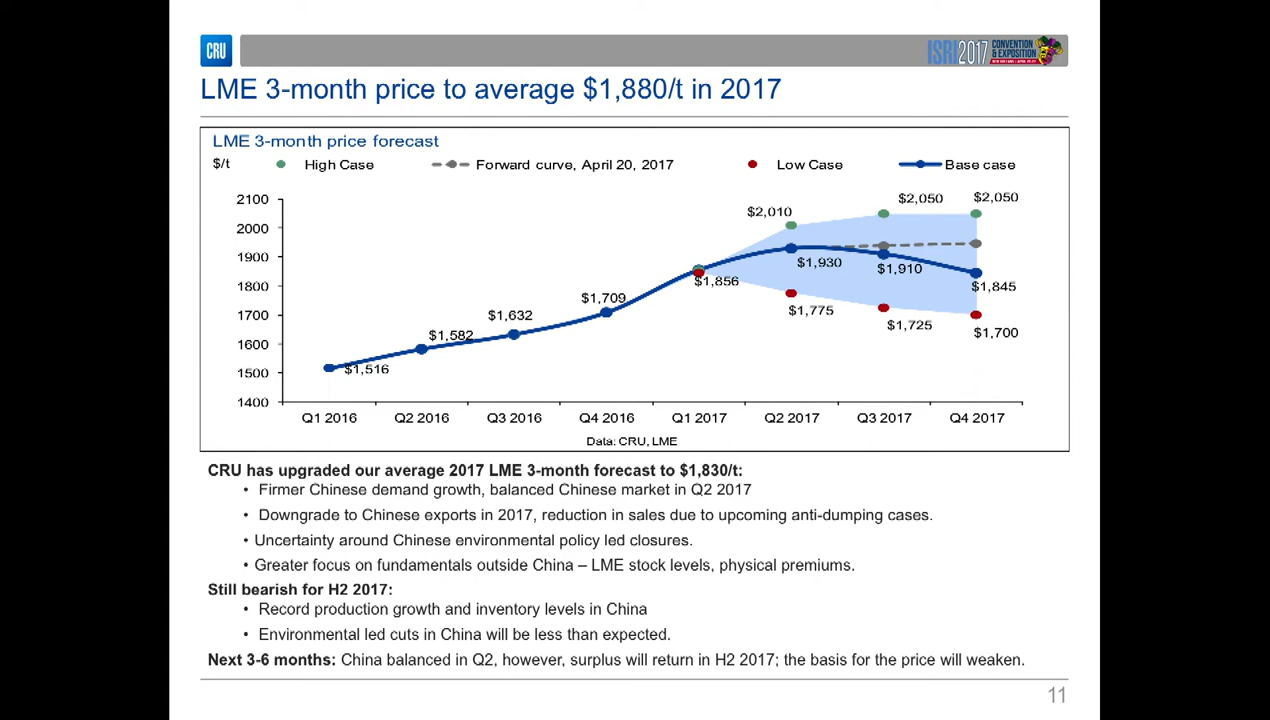 CRU
ISRI2017 CONVENTION & EXPOSITION
LME 3-month price to average $1,880/t in 2017
LME 3-month price forecast
$/t High Case Forward curve, April 20, 2017 Low Case Base case
2100
2000
1900
1800
1700
1600
1500
1400
$1,516
$1,582
$1,632
$1,709
$1,856
$2,010
$1,930
$1,775
$2,050
$1,910
$1,725
$2,050
$1,845
$1,700
Q1 2016 Q2 2016 Q3 2016 Q4 2016 Q1 2017 Q2 2017 Q3 2017 Q4 2017
Data: CRU, LME
CRU has upgraded our average 2017 LME 3-month forecast to $1,830/t:
• Firmer Chinese demand growth, balanced Chinese market in Q2 2017
• Downgrade to Chinese exports in 2017, reduction in sales due to upcoming anti-dumping cases.
• Uncertainty around Chinese environmental policy led closures.
• Greater focus on fundamentals outside China – LME stock levels, physical premiums.
Still bearish for H2 2017:
• Record production growth and inventory levels in China
• Environmental led cuts in China will be less than expected.
Next 3-6 months: China balanced in Q2, however, surplus will return in H2 2017; the basis for the price will weaken.
11